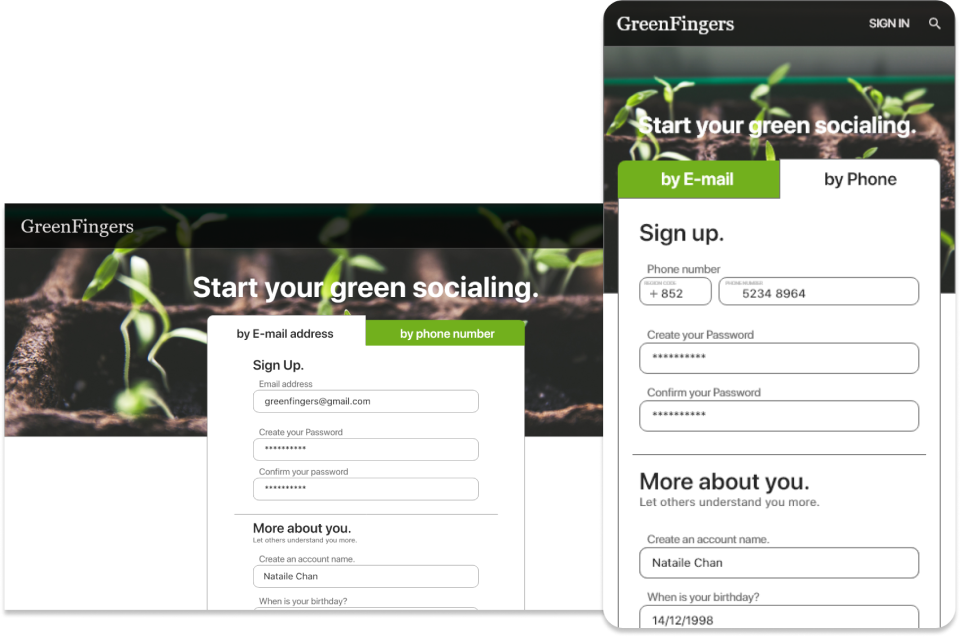 GreenFingers
Start your green socialing.
by E-mail address
by phone number
Sign Up.
Email address
greenfingers@gmail.com
Create your Password
**********
Confirm your password
**********
More about you.
Let others understand you more.
Create an account name.
Nataile Chan
When is your birthday?
GreenFingers
SIGN IN
Start your green socialing.
by E-mail
by Phone
Sign up.
Phone number
REGION CODE
+ 852
PHONE NUMBER
5234 8964
Create your Password
**********
Confirm your Password
**********
More about you.
Let others understand you more.
Create an account name.
Nataile Chan
When is your birthday?
14/12/1998